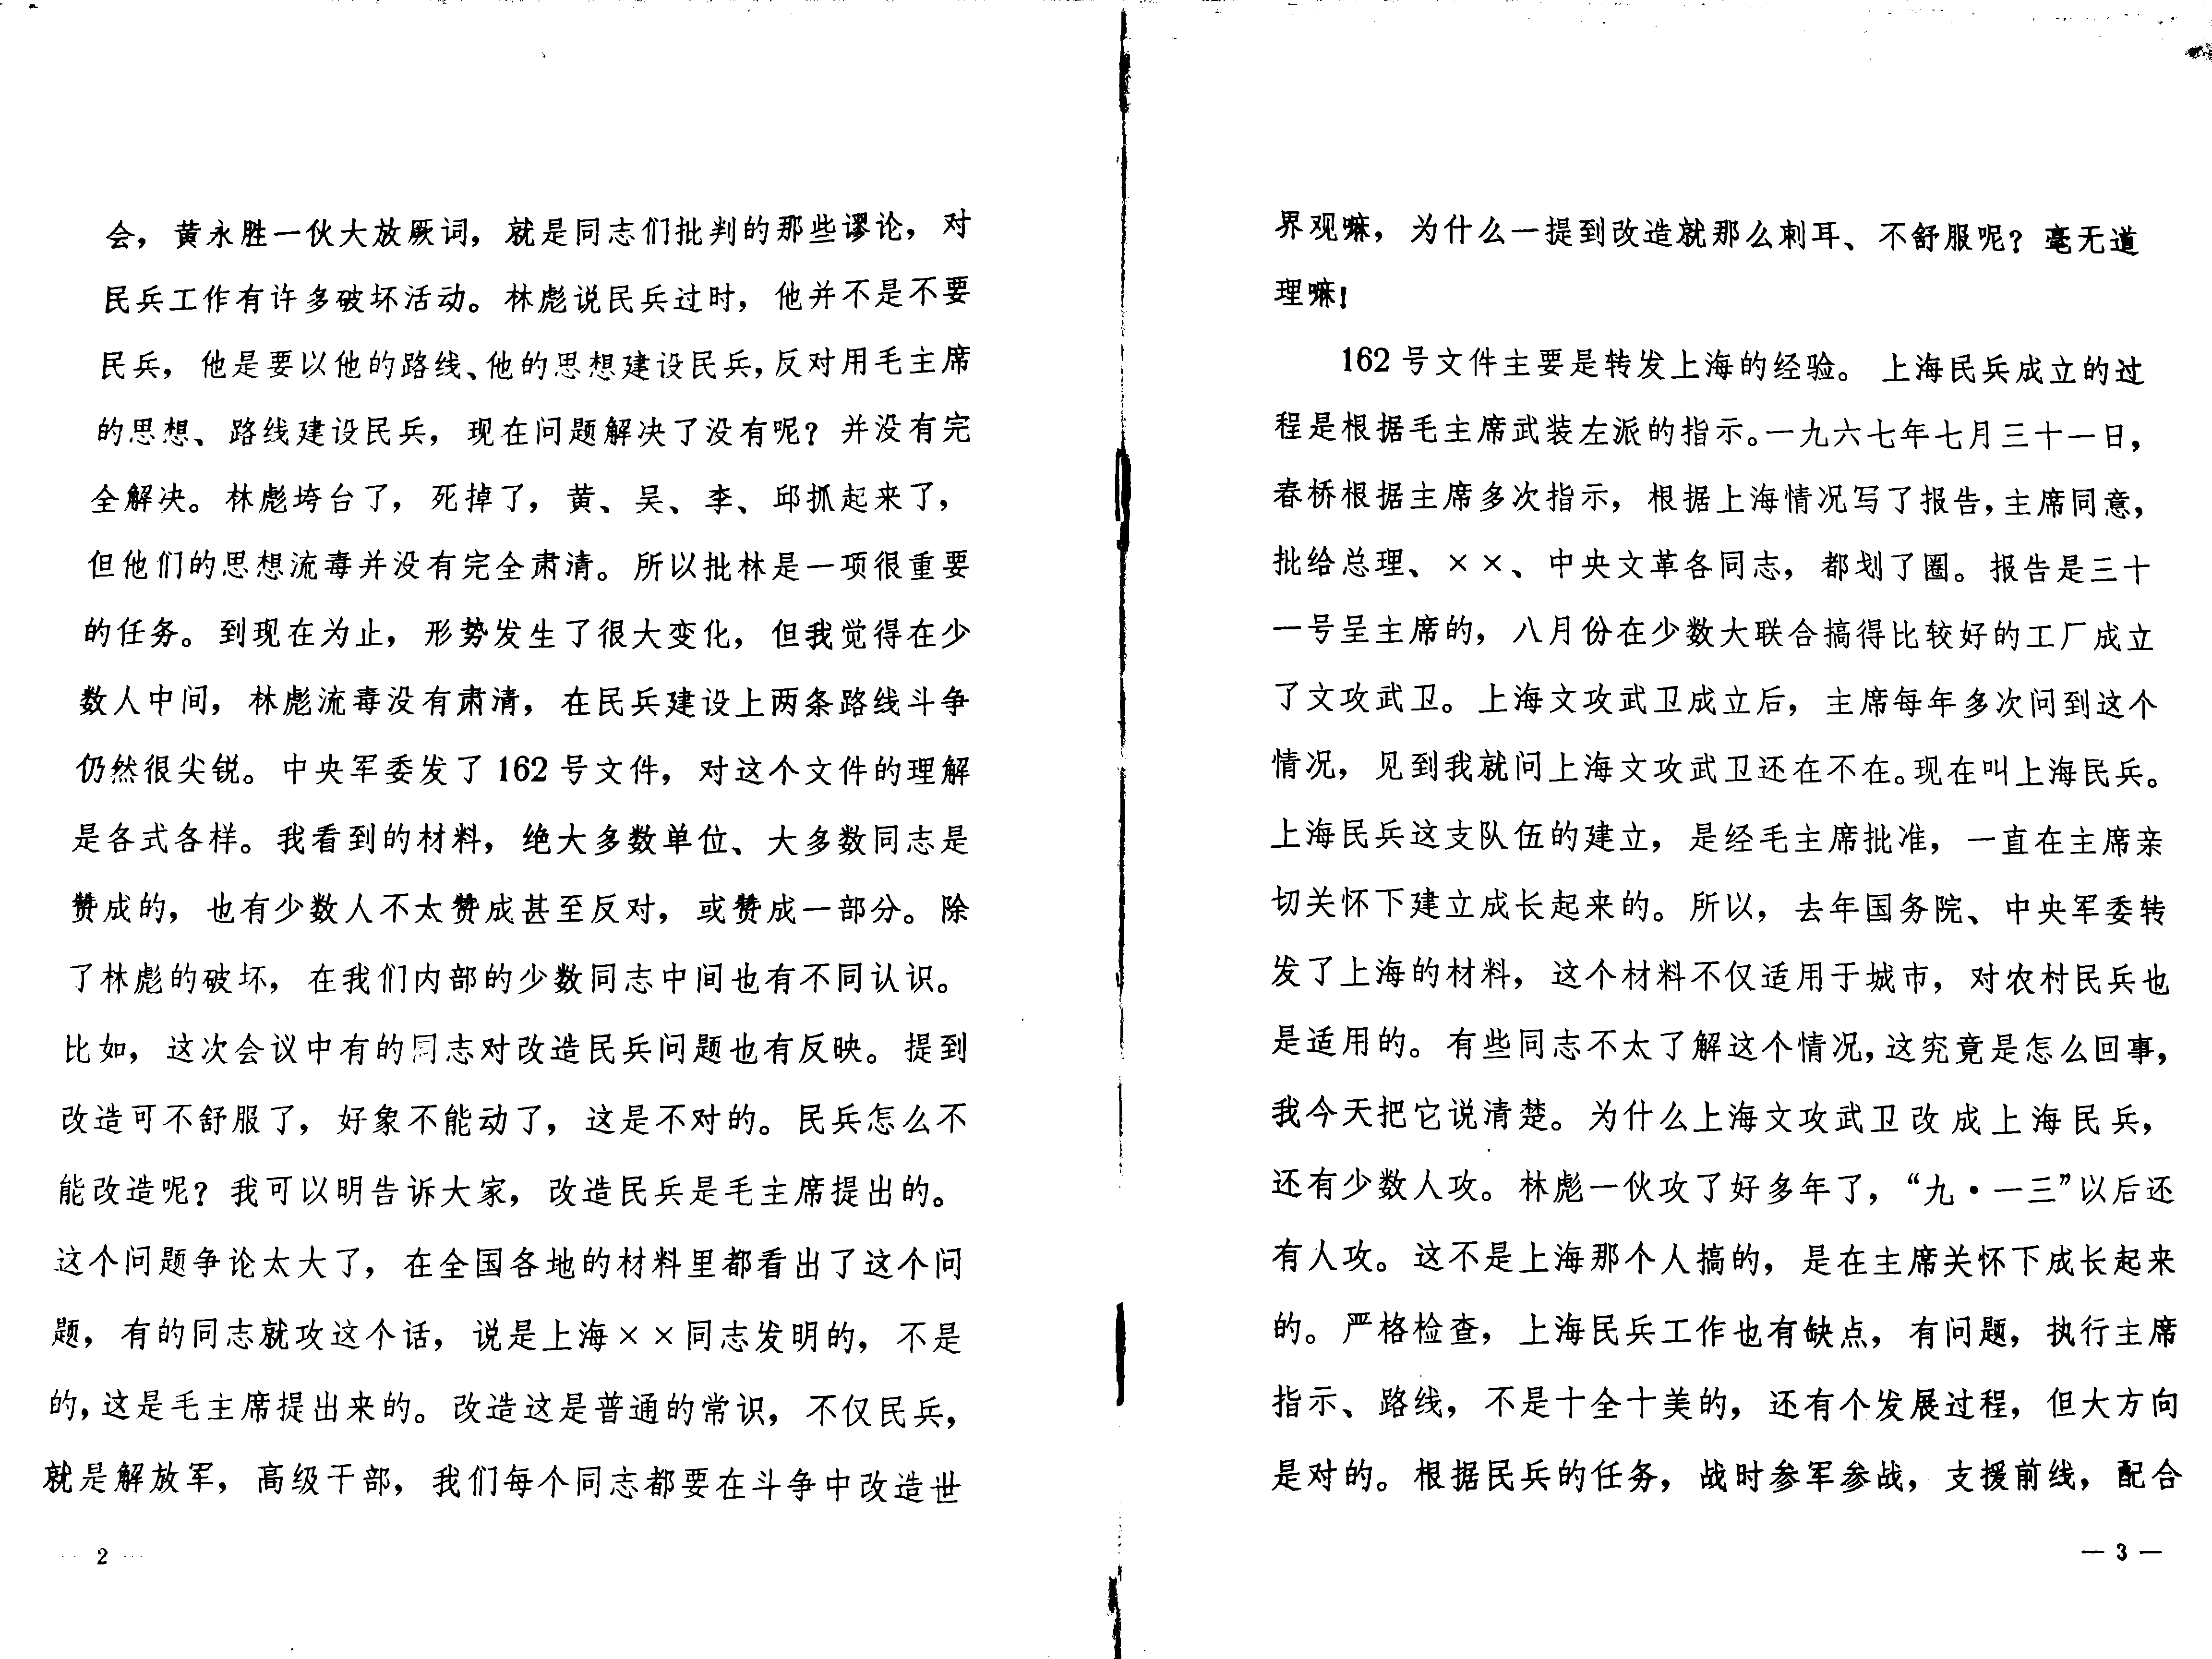 会，黄永胜一伙大放厥词，就是同志们批判的那些谬论，对
民兵工作有许多破坏活动。林彪说民兵过时，他并不是不要
民兵，他是要以他的路线、他的思想建设民兵，反对用毛主席
的思想、路线建设民兵，现在问题解决了没有呢？并没有完
全解决。林彪垮台了，死掉了，黄、吴、李、邱抓起来了，
但他们的思想流毒并没有完全肃清。所以批林是一项很重要
的任务。到现在为止，形势发生了很大变化，但我觉得在少
数人中间，林彪流毒没有肃清，在民兵建设上两条路线斗争
仍然很尖锐。中央军委发了162号文件，对这个文件的理解
是各式各样。我看到的材料，绝大多数单位、大多数同志是
赞成的，也有少数人不太赞成甚至反对，或赞成一部分。除
了林彪的破坏，在我们内部的少数同志中间也有不同认识。
比如，这次会议中有的同志对改造民兵问题也有反映。提到
改造可不舒服了，好象不能动了，这是不对的。民兵怎么不
能改造呢？我可以明告诉大家，改造民兵是毛主席提出的。
这个问题争论太大了，在全国各地的材料里都看出了这个问
题，有的同志就攻这个话，说是上海××同志发明的，不是
的，这是毛主席提出来的。改造这是普通的常识，不仅民兵，
就是解放军，高级干部，我们每个同志都要在斗争中改造世
2
界观嘛，为什么一提到改造就那么刺耳、不舒服呢？毫无道
理嘛！
162号文件主要是转发上海的经验。上海民兵成立的过
程是根据毛主席武装左派的指示。一九六七年七月三十一日，
春桥根据主席多次指示，根据上海情况写了报告，主席同意，
批给总理、××、中央文革各同志，都划了圈。报告是三十
一号呈主席的，八月份在少数大联合搞得比较好的工厂成立
了文攻武卫。上海文攻武卫成立后，主席每年多次问到这个
情况，见到我就问上海文攻武卫还在不在。现在叫上海民兵。
上海民兵这支队伍的建立，是经毛主席批准，一直在主席亲
切关怀下建立成长起来的。所以，去年国务院、中央军委转
发了上海的材料，这个材料不仅适用于城市，对农村民兵也
是适用的。有些同志不太了解这个情况，这究竟是怎么回事，
我今天把它说清楚。为什么上海文攻武卫改成上海民兵，
还有少数人攻。林彪一伙攻了好多年了，“九·一三”以后还
有人攻。这不是上海那个人搞的，是在主席关怀下成长起来
的。严格检查，上海民兵工作也有缺点，有问题，执行主席
指示、路线，不是十全十美的，还有个发展过程，但大方向
是对的。根据民兵的任务，战时参军参战，支援前线，配合
— 3 —